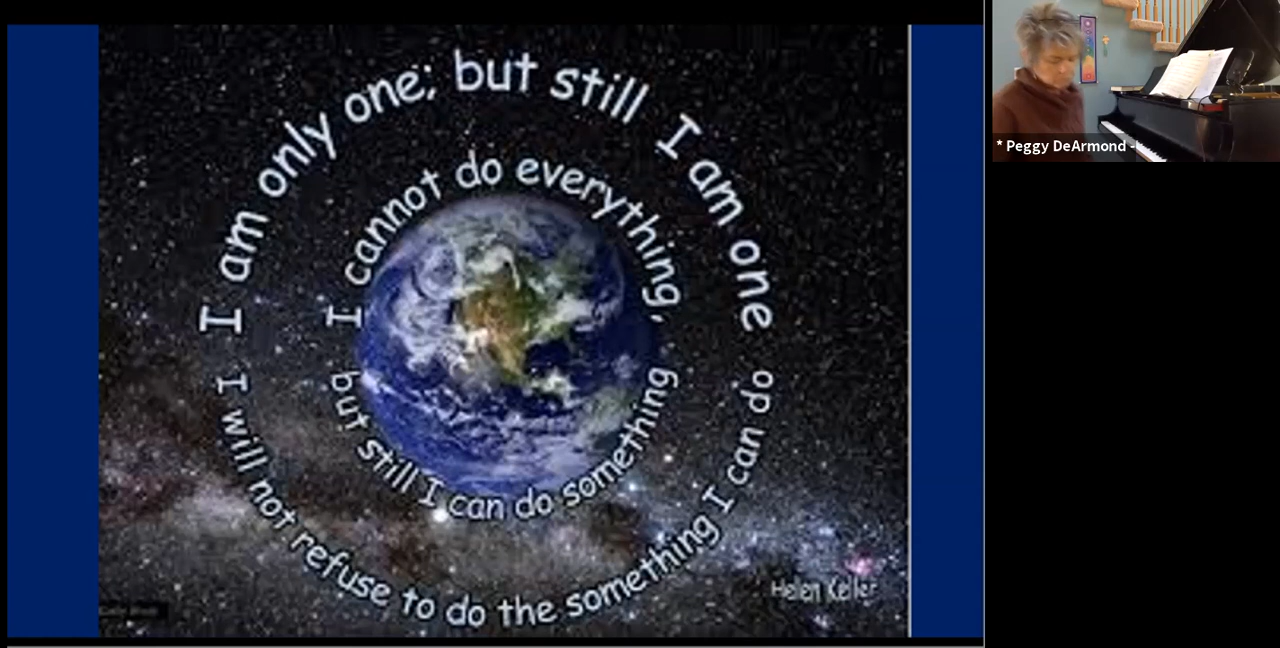 I am only one; but still I am one
I cannot do everything,
but still I can do something
I will not refuse to do the something I can do
Helen Keller
* Peggy DeArmond -